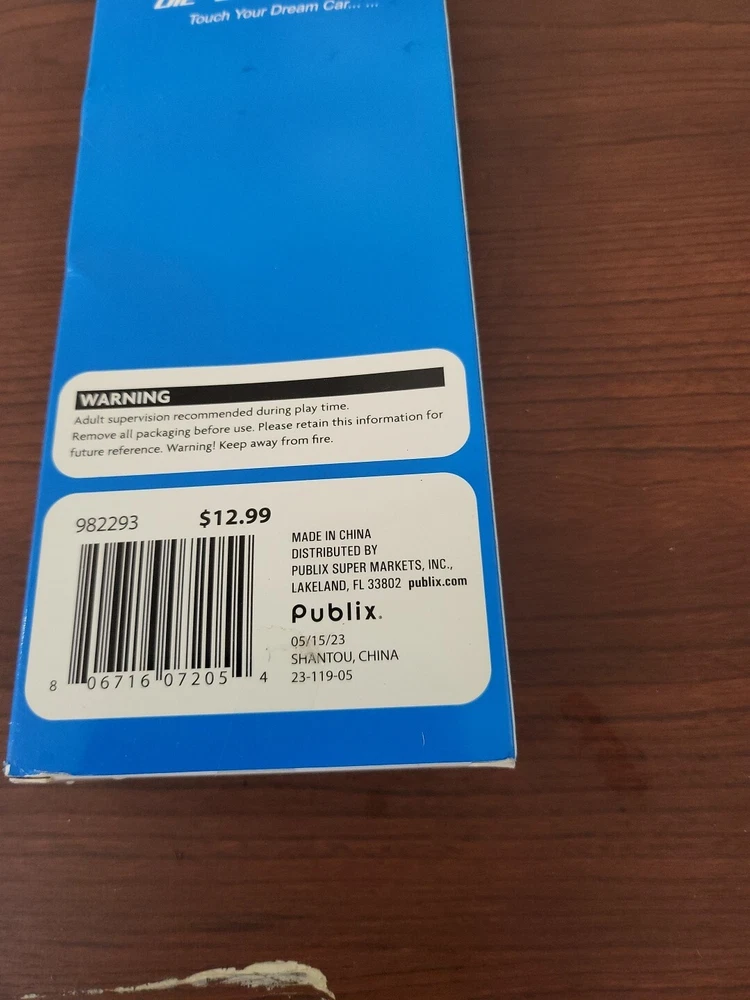 Touch Your Dream Car... ...
WARNING
Adult supervision recommended during play time.
Remove all packaging before use. Please retain this information for
future reference. Warning! Keep away from fire.
982293 $12.99
8 06716 07205 4
MADE IN CHINA
DISTRIBUTED BY
PUBLIX SUPER MARKETS, INC.,
LAKELAND, FL 33802 publix.com
Publix.
05/15/23
SHANTOU, CHINA
23-119-05